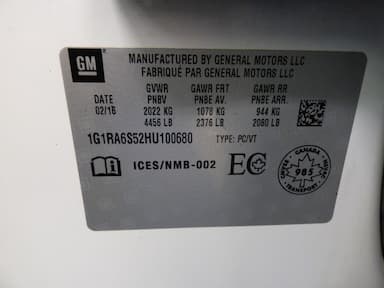 GM
MANUFACTURED BY GENERAL MOTORS LLC
FABRIQUÉ PAR GENERAL MOTORS LLC
GVWR GAWR FRT GAWR RR
DATE PNBV PNBE AV. PNBE ARR.
02/16 2022 KG 1078 KG 944 KG
4456 LB 2376 LB 2080 LB
1G1RA6S52HU100680 TYPE: PC/VT
ICES/NMB-002 EC
CANADA
985
TRANSPORT